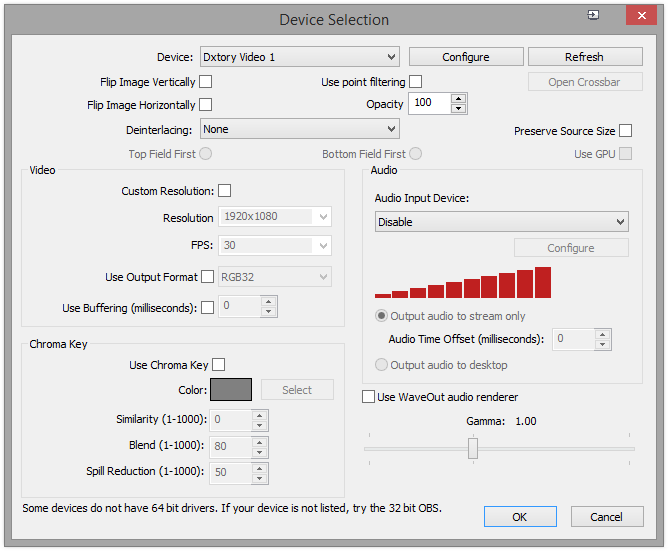 Device Selection
Device: Dxtory Video 1 Configure Refresh
Flip Image Vertically Use point filtering Open Crossbar
Flip Image Horizontally Opacity 100
Deinterlacing: None Preserve Source Size
Top Field First Bottom Field First Use GPU
Video
Custom Resolution:
Resolution 1920x1080
FPS: 30
Use Output Format RGB32
Use Buffering (milliseconds): 0
Audio
Audio Input Device:
Disable
Configure
Output audio to stream only
Audio Time Offset (milliseconds): 0
Output audio to desktop
Chroma Key
Use Chroma Key
Color: Select
Similarity (1-1000): 0
Blend (1-1000): 80
Spill Reduction (1-1000): 50
Use WaveOut audio renderer
Gamma: 1.00
Some devices do not have 64 bit drivers. If your device is not listed, try the 32 bit OBS.
OK Cancel